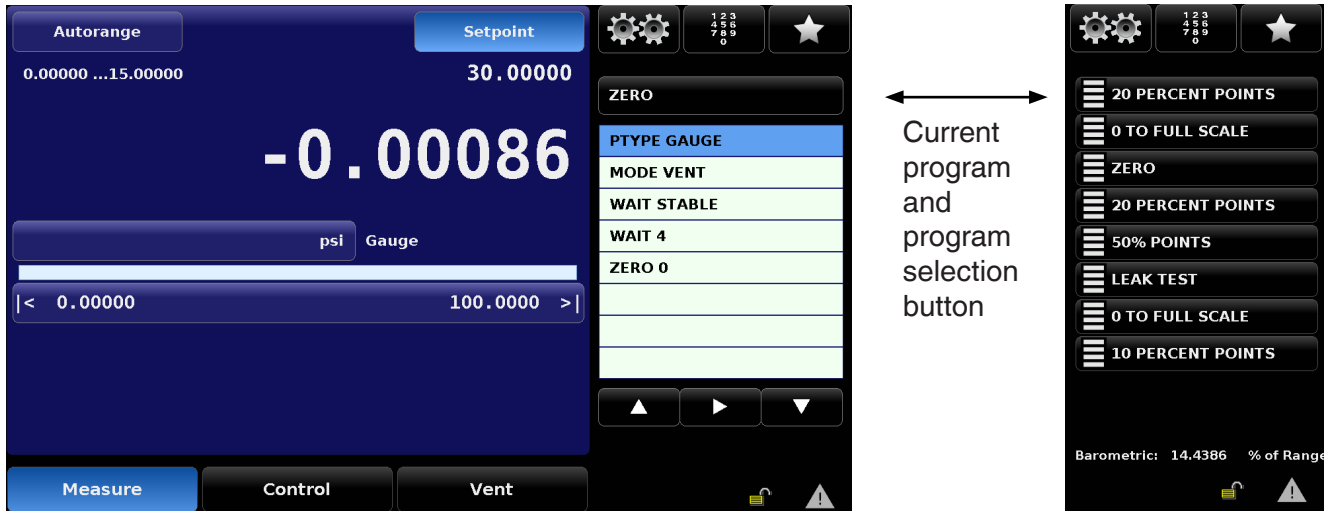 Autorange
Setpoint
0.00000 ...15.00000
30.00000
-0.00086
psi Gauge
|< 0.00000
100.0000 >|
Measure
Control
Vent
1 2 3
4 5 6
7 8 9
0
ZERO
PTYPE GAUGE
MODE VENT
WAIT STABLE
WAIT 4
ZERO 0
Current
program
and
program
selection
button
1 2 3
4 5 6
7 8 9
0
20 PERCENT POINTS
0 TO FULL SCALE
ZERO
20 PERCENT POINTS
50% POINTS
LEAK TEST
0 TO FULL SCALE
10 PERCENT POINTS
Barometric: 14.4386 % of Range